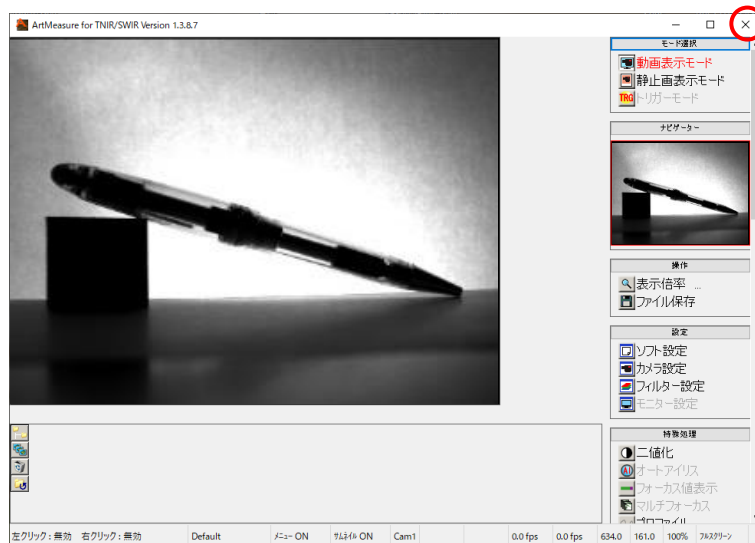 ArtMeasure for TNIR/SWIR Version 1.3.8.7
モード選択
動画表示モード
静止画表示モード
TRG トリガーモード
ナビゲーター
操作
表示倍率 ...
ファイル保存
設定
ソフト設定
カメラ設定
フィルター設定
モニター設定
特殊処理
二値化
AI オートアイリス
フォーカス値表示
マルチフォーカス
プロファイル
左クリック : 無効 右クリック : 無効 Default メニュー ON サムネイル ON Cam1 0.0 fps 0.0 fps 634.0 161.0 100% フルスクリーン